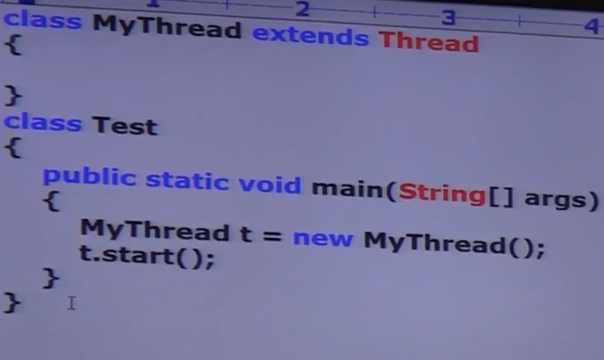 1 2 3 4
class MyThread extends Thread
{
}
class Test
{
public static void main(String[] args)
{
MyThread t = new MyThread();
t.start();
}
}